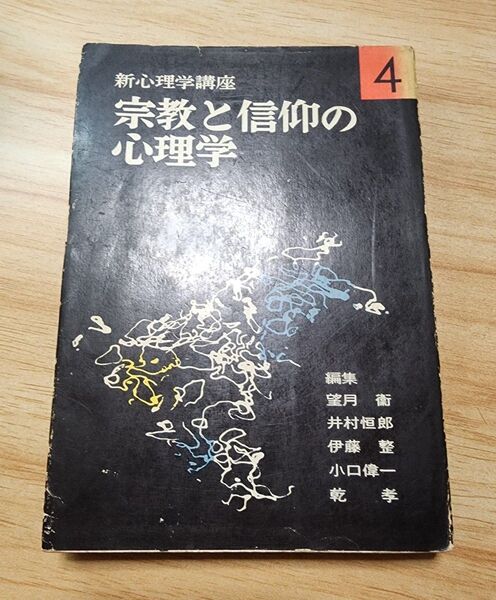 4
新心理学講座
宗教と信仰の
心理学
編集
望月 衞
井村恒郎
伊藤 整
小口偉一
乾 孝